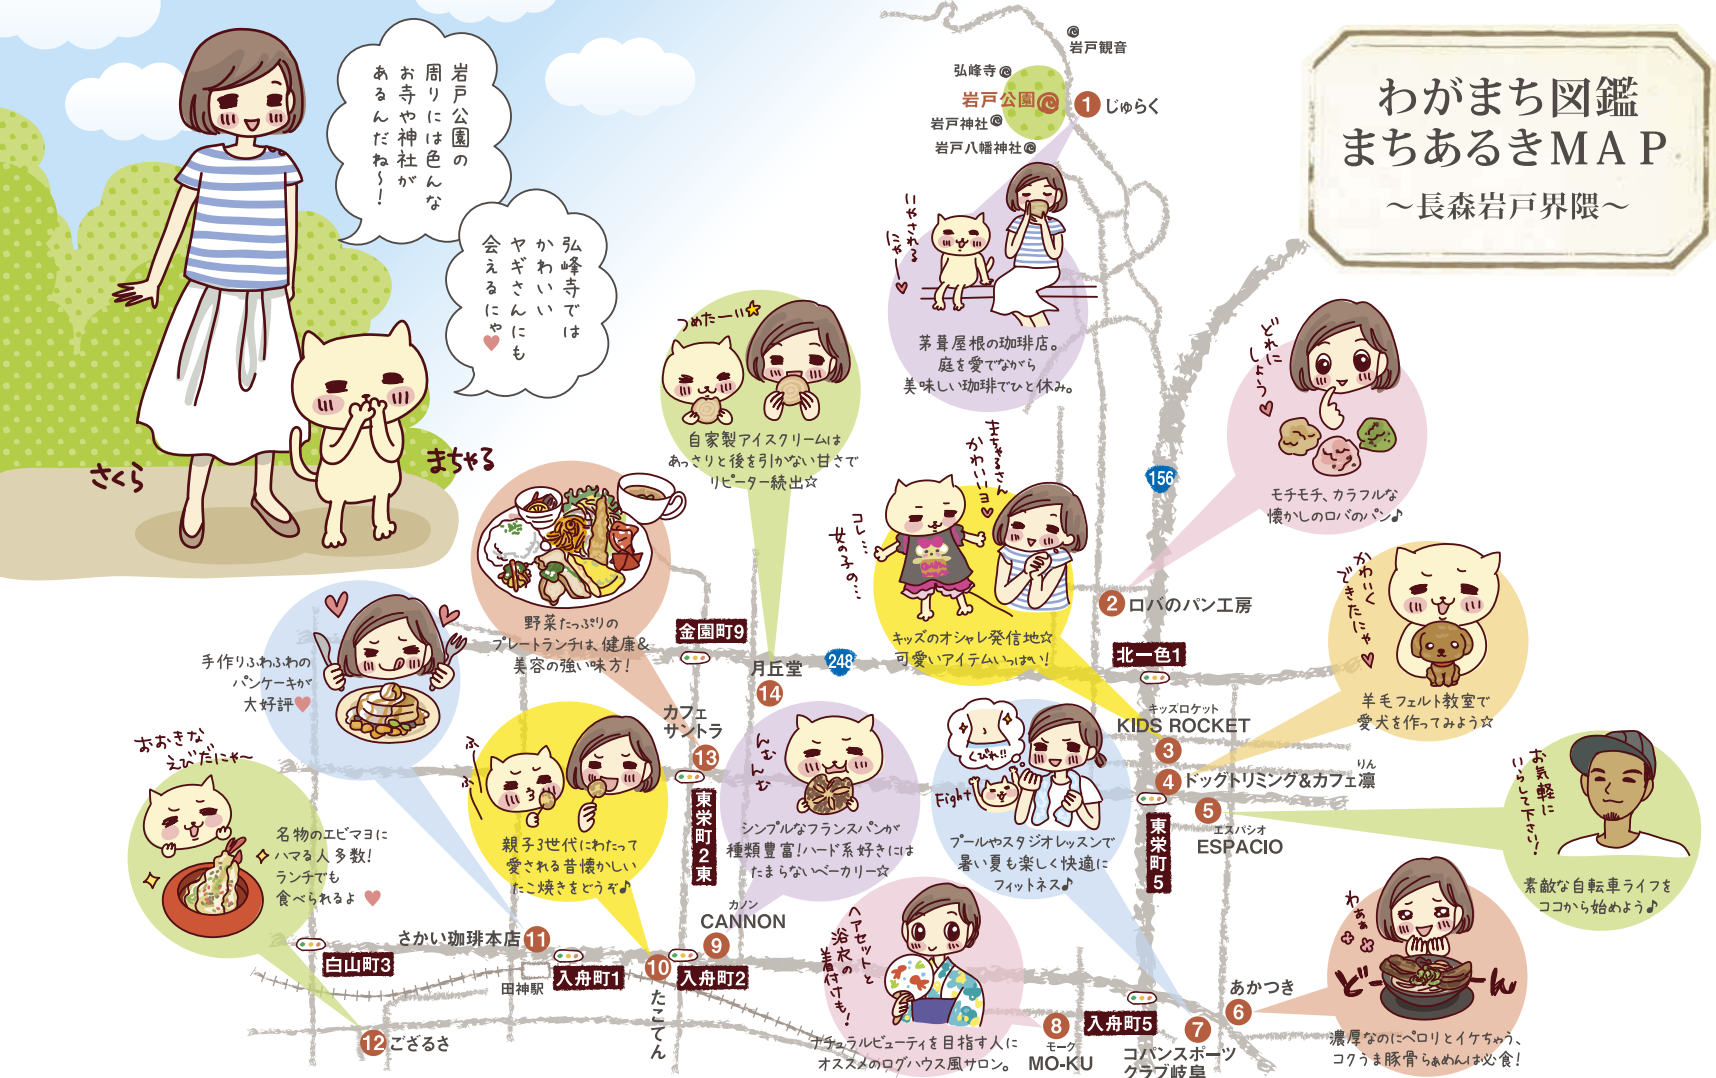 わがまち図鑑
まちあるきMAP
～長森岩戸界隈～
岩戸公園の
周りには色んな
お寺や神社が
あるんだね～!
弘峰寺では
かわいい
ヤギさんにも
会えるにゃ♥
さくら
まちゃる
岩戸観音
弘峰寺
岩戸公園
岩戸神社
岩戸八幡神社
1 じゅらく
いやされる
にゃー♥
茅葺屋根の珈琲店。
庭を愛でながら
美味しい珈琲でひと休み。
つめたーい☆
自家製アイスクリームは
あっさりと後を引かない甘さで
リピーター続出☆
どれに
しよう♥
モチモチ、カラフルな
懐かしのロバのパン♪
156
まちゃるさん
かわいいヨ♥
コレ…
女の子の…
キッズのオシャレ発信地☆
可愛いアイテムいっぱい!
2 ロバのパン工房
かわいく
できたにゃ♥
羊毛フェルト教室で
愛犬を作ってみよう☆
野菜たっぷりの
プレートランチは、健康&
美容の強い味方!
金園町9
月丘堂
14
248
北一色1
手作りふわふわの
パンケーキが
大好評♥
カフェ
サントラ
13
キッズロケット
KIDS ROCKET
3
りん
4 ドッグトリミング&カフェ凛
5
エスパシオ
ESPACIO
お気軽に
いらして下さい!
素敵な自転車ライフを
ココから始めよう♪
おおきな
えびだにゃ～
名物のエビマヨに
ハマる人多数!
ランチでも
食べられるよ ♥
ふー
ふー
親子3世代にわたって
愛される昔懐かしい
たこ焼きをどうぞ♪
東栄町2東
んむ
んむ
シンプルなフランスパンが
種類豊富!ハード系好きには
たまらないベーカリー☆
くびれ!!
Fight
プールやスタジオレッスンで
暑い夏も楽しく快適に
フィットネス♪
東栄町5
カノン
CANNON
9
さかい珈琲本店 11
白山町3
田神駅
入舟町1
10
たこてん
入舟町2
12 ござるさ
ヘアセットと
浴衣の
着付けも!
ナチュラルビューティを目指す人に
オススメのログハウス風サロン。
8
モーク
MO-KU
入舟町5
7
コパンスポーツ
クラブ岐阜
あかつき
6
わぁぁ
どーーん
濃厚なのにペロリとイケちゃう、
コクうま豚骨らぁめんは必食!